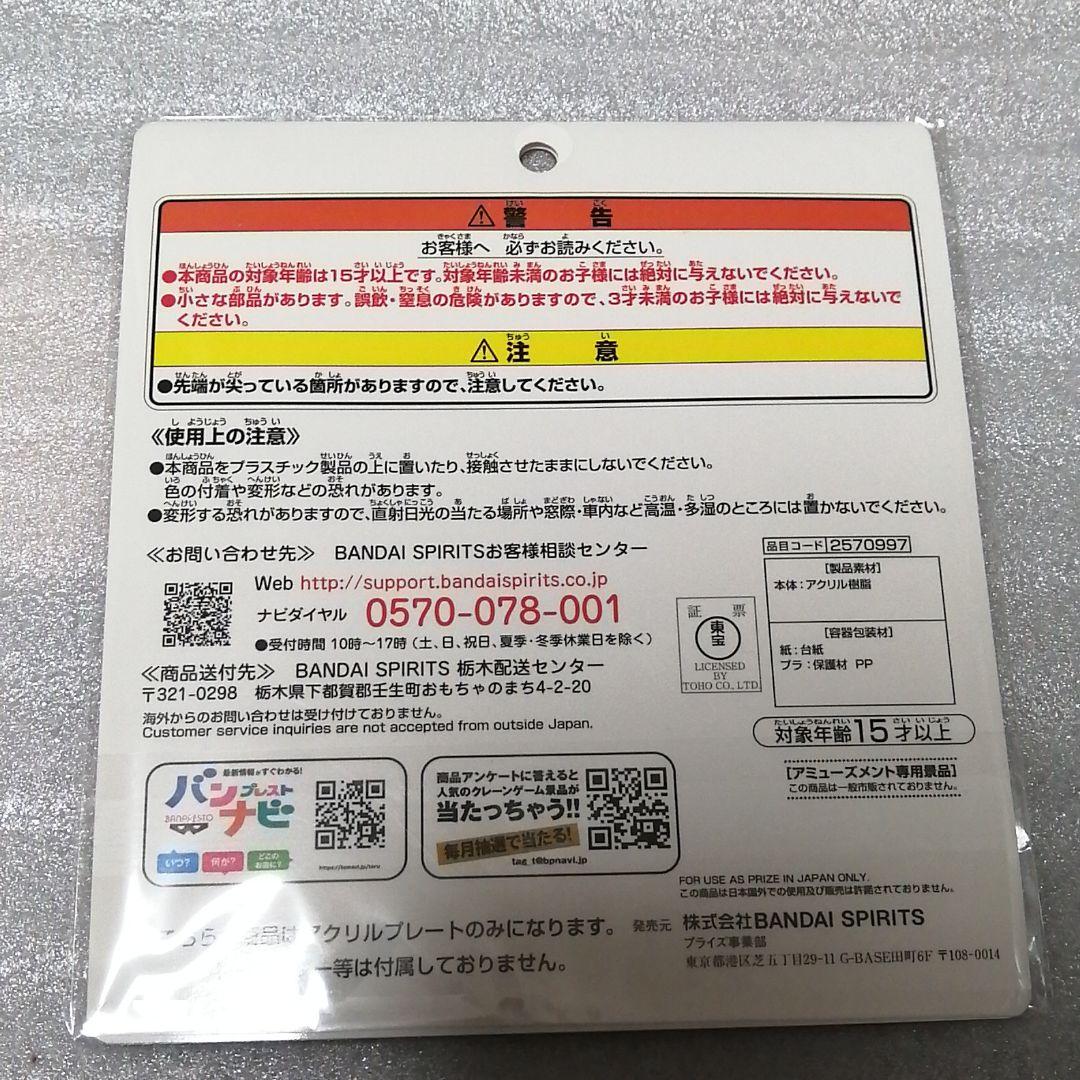 ⚠警告
お客様へ 必ずお読みください。
●本商品の対象年齢は15才以上です。対象年齢未満のお子様には絶対に与えないでください。
●小さな部品があります。誤飲・窒息の危険がありますので、3才未満のお子様には絶対に与えないで
ください。
⚠注意
●先端が尖っている箇所がありますので、注意してください。
《使用上の注意》
●本商品をプラスチック製品の上に置いたり、接触させたままにしないでください。
色の付着や変形などの恐れがあります。
●変形する恐れがありますので、直射日光の当たる場所や窓際・車内など高温・多湿のところには置かないでください。
≪お問い合わせ先≫ BANDAI SPIRITSお客様相談センター
Web http://support.bandaispirits.co.jp
ナビダイヤル 0570-078-001
●受付時間 10時～17時（土、日、祝日、夏季・冬季休業日を除く）
≪商品送付先≫ BANDAI SPIRITS 栃木配送センター
〒321-0298 栃木県下都賀郡壬生町おもちゃのまち4-2-20
海外からのお問い合わせは受け付けておりません。
Customer service inquiries are not accepted from outside Japan.
品目コード 2570997
[製品素材]
本体：アクリル樹脂
[容器包装材]
紙：台紙
プラ：保護材 PP
証票
東宝
LICENSED
BY
TOHO CO., LTD.
対象年齢15才以上
[アミューズメント専用景品]
この商品は一般市販されておりません。
最新情報がすぐわかる!
バンプレスト
ナビ
BANPRESTO
いつ?
何が?
どこの
お店に?
https://bpnavi.jp/toru
商品アンケートに答えると
人気のクレーンゲーム景品が
当たっちゃう!!
毎月抽選で当たる!
tag_t@bpnavi.jp
FOR USE AS PRIZE IN JAPAN ONLY.
この商品は日本国外での使用及び販売は許諾されておりません。
発売元 株式会社BANDAI SPIRITS
プライズ事業部
東京都港区芝五丁目29-11 G-BASE田町6F 〒108-0014
品はアクリルプレートのみになります。
ー等は付属しておりません。